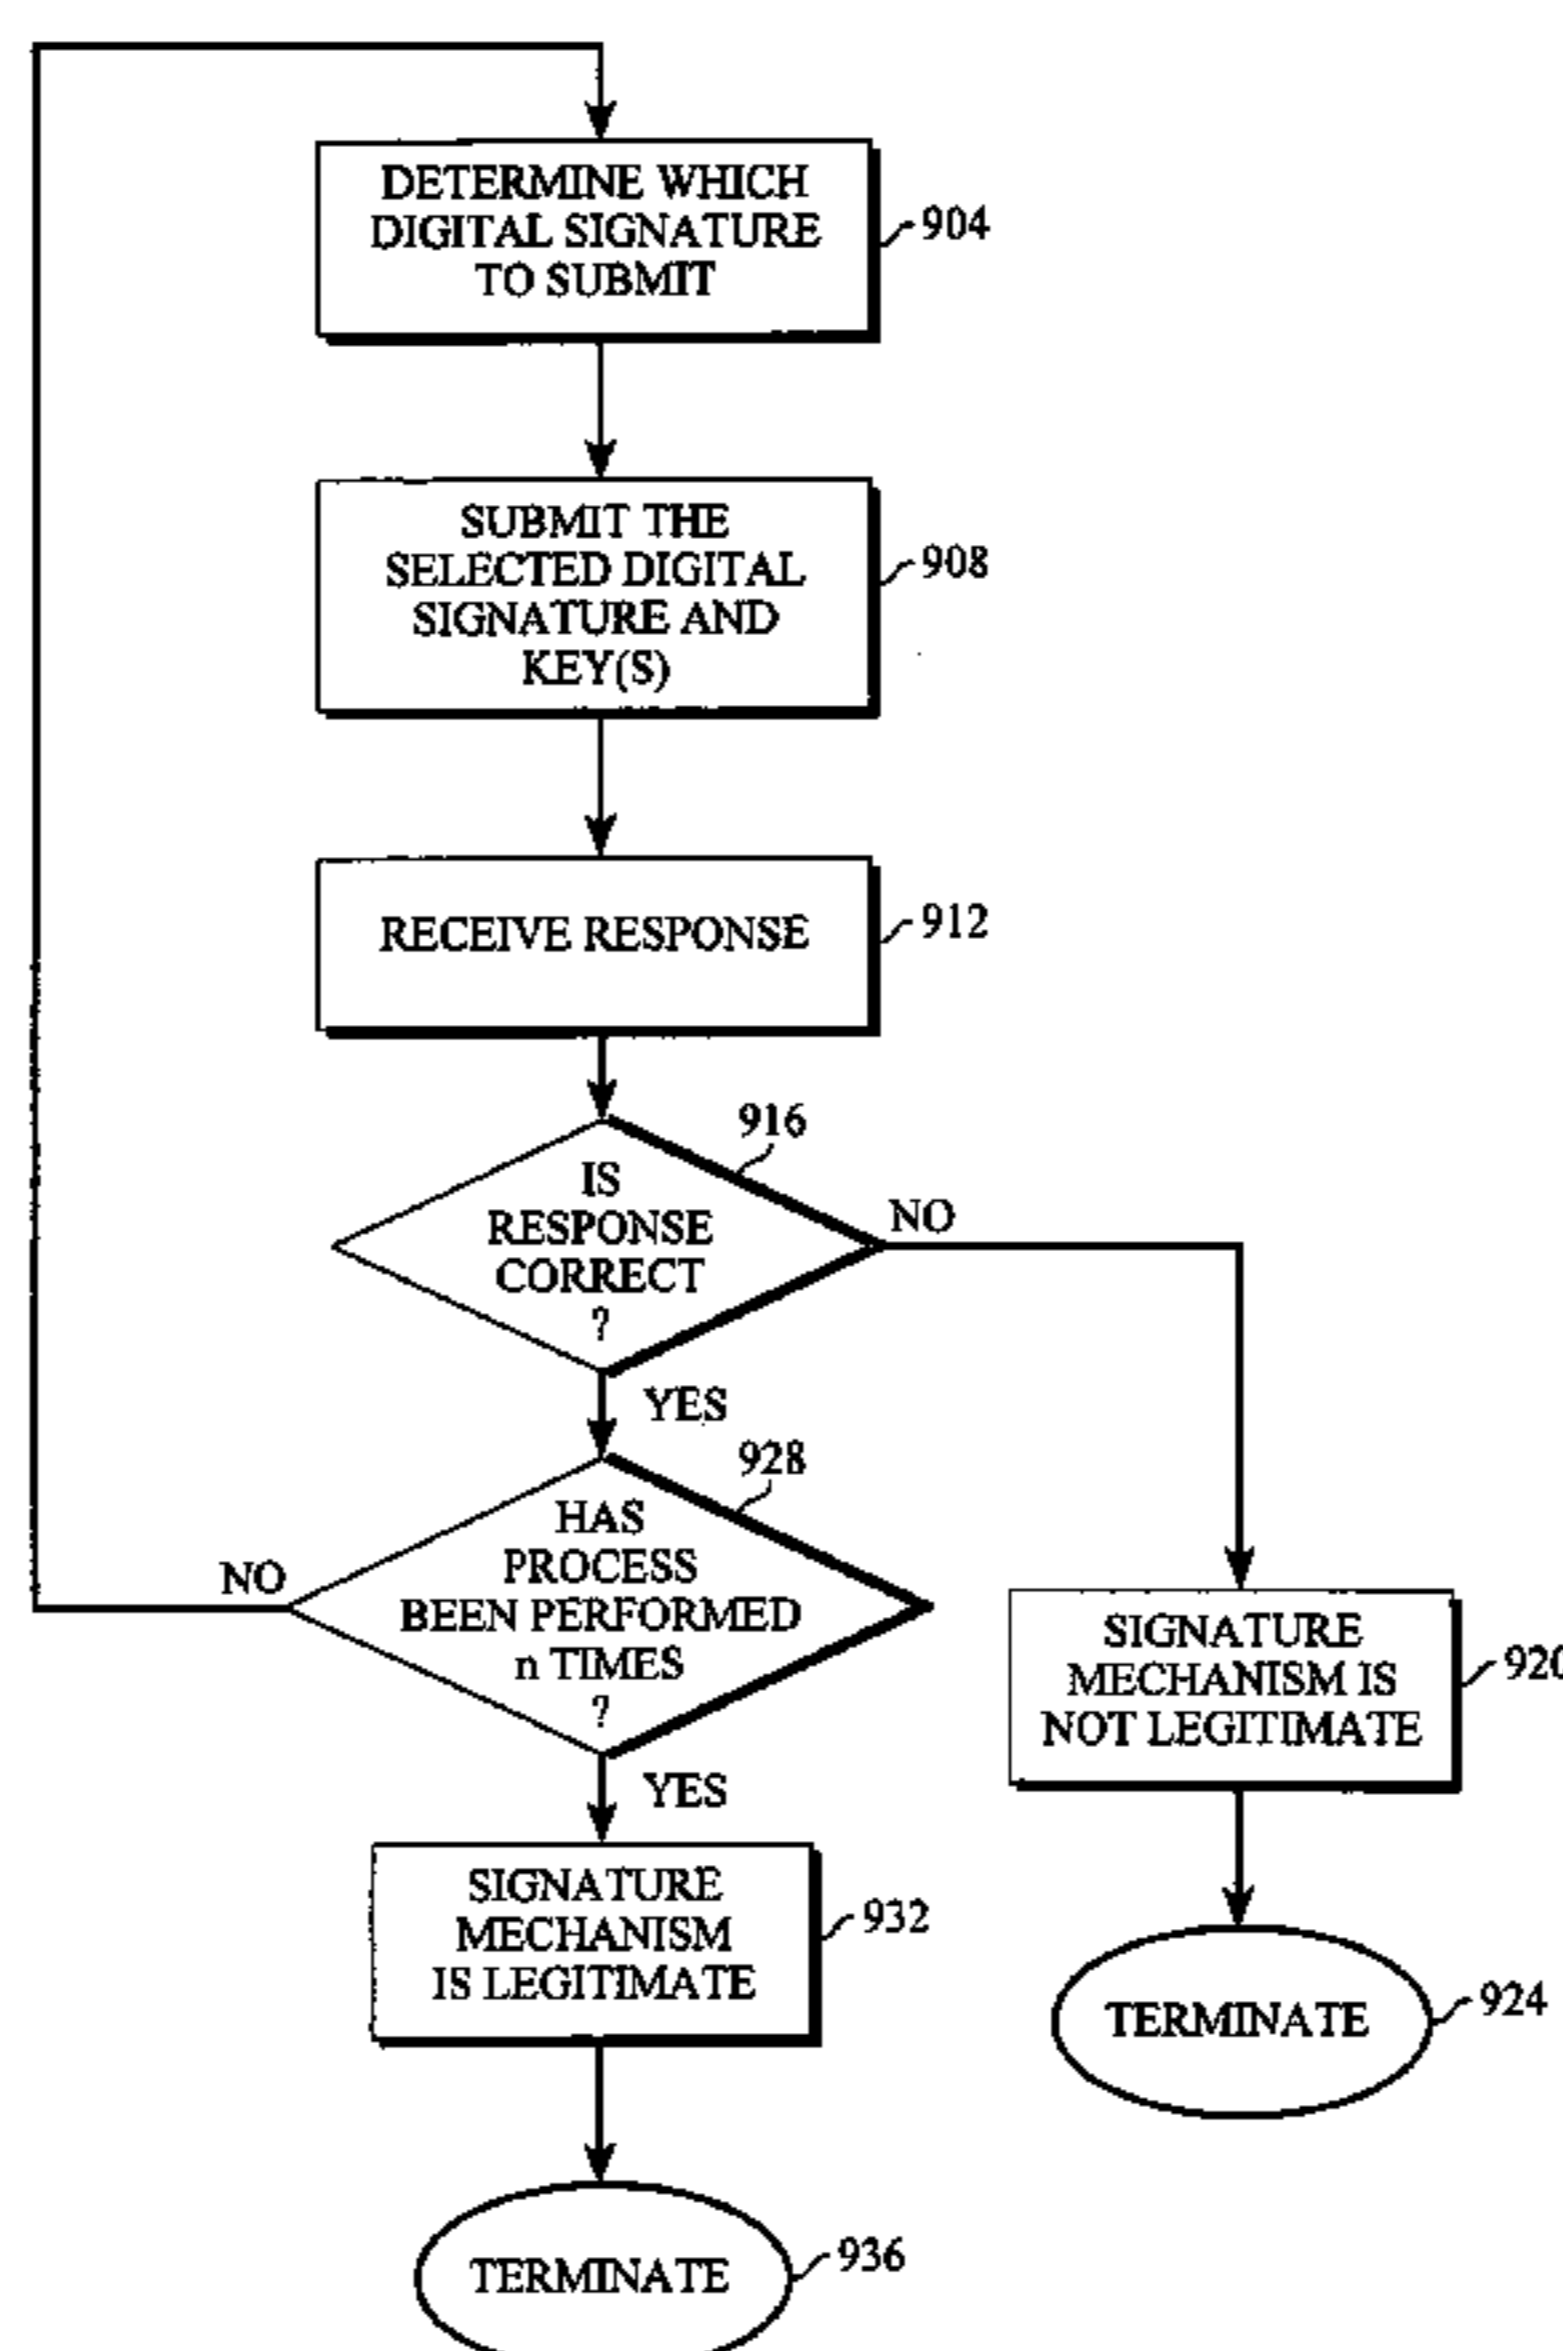 DETERMINE WHICH
DIGITAL SIGNATURE
TO SUBMIT
904
SUBMIT THE
SELECTED DIGITAL
SIGNATURE AND
KEY(S)
908
RECEIVE RESPONSE
912
916
IS
RESPONSE
CORRECT
?
NO
YES
928
HAS
PROCESS
BEEN PERFORMED
n TIMES
?
NO
YES
SIGNATURE
MECHANISM IS
NOT LEGITIMATE
920
SIGNATURE
MECHANISM
IS LEGITIMATE
932
TERMINATE
924
TERMINATE
936